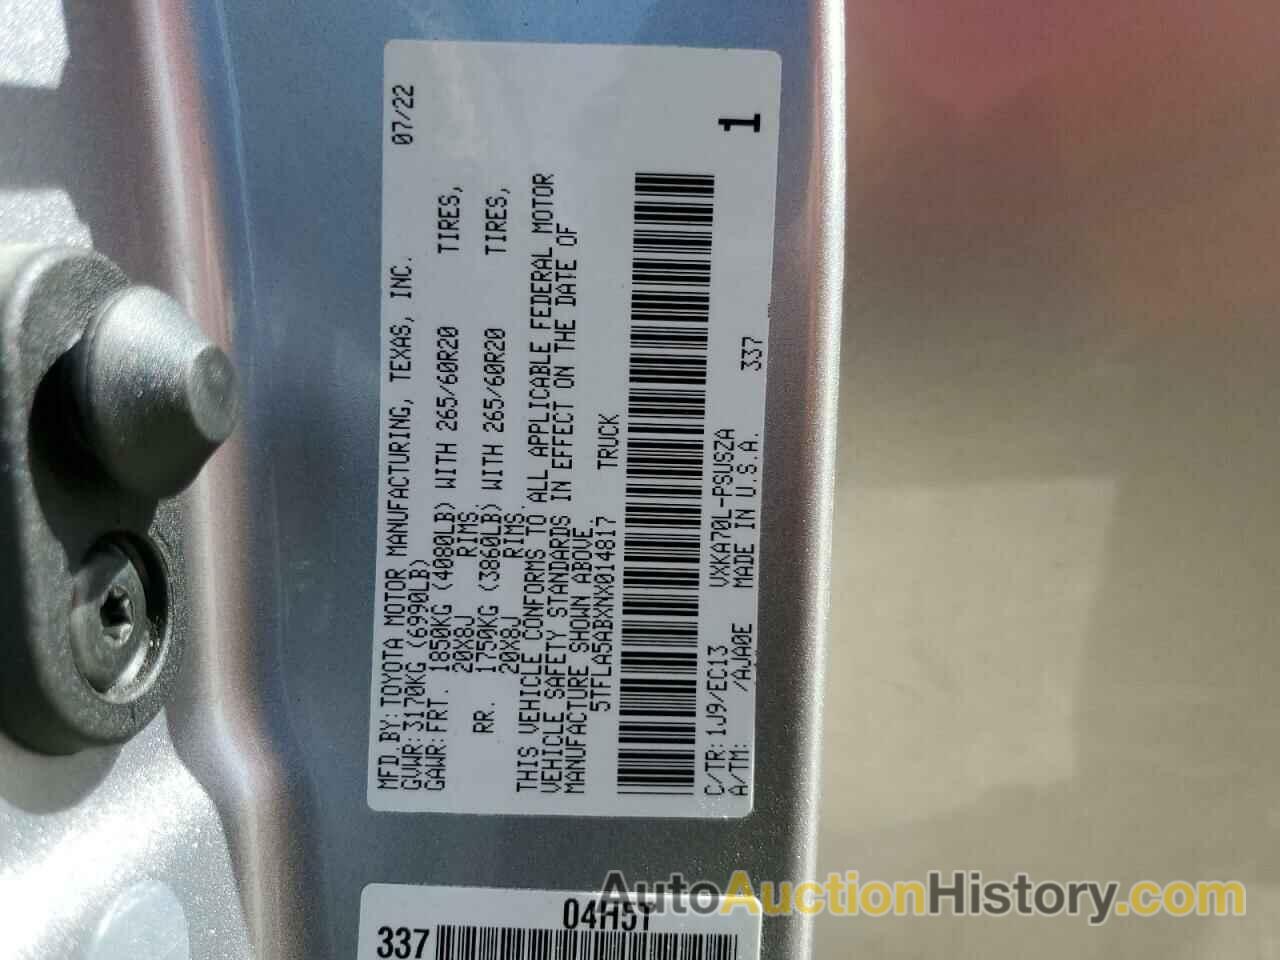 MFD.BY:TOYOTA MOTOR MANUFACTURING, TEXAS, INC. 07/22
GVWR:3170KG (6990LB)
GAWR:FRT. 1850KG (4080LB) WITH 265/60R20 TIRES,
20X8J RIMS.
RR. 1750KG (3860LB) WITH 265/60R20 TIRES,
20X8J RIMS.
THIS VEHICLE CONFORMS TO ALL APPLICABLE FEDERAL MOTOR
VEHICLE SAFETY STANDARDS IN EFFECT ON THE DATE OF
MANUFACTURE SHOWN ABOVE.
5TFLA5ABXNX014817 TRUCK
C/TR:1J9/EC13 VXKA70L-PSUSZA 337 1
A/TM: /AJA0E MADE IN U.S.A.
04H5Y
337
AutoAuctionHistory.com